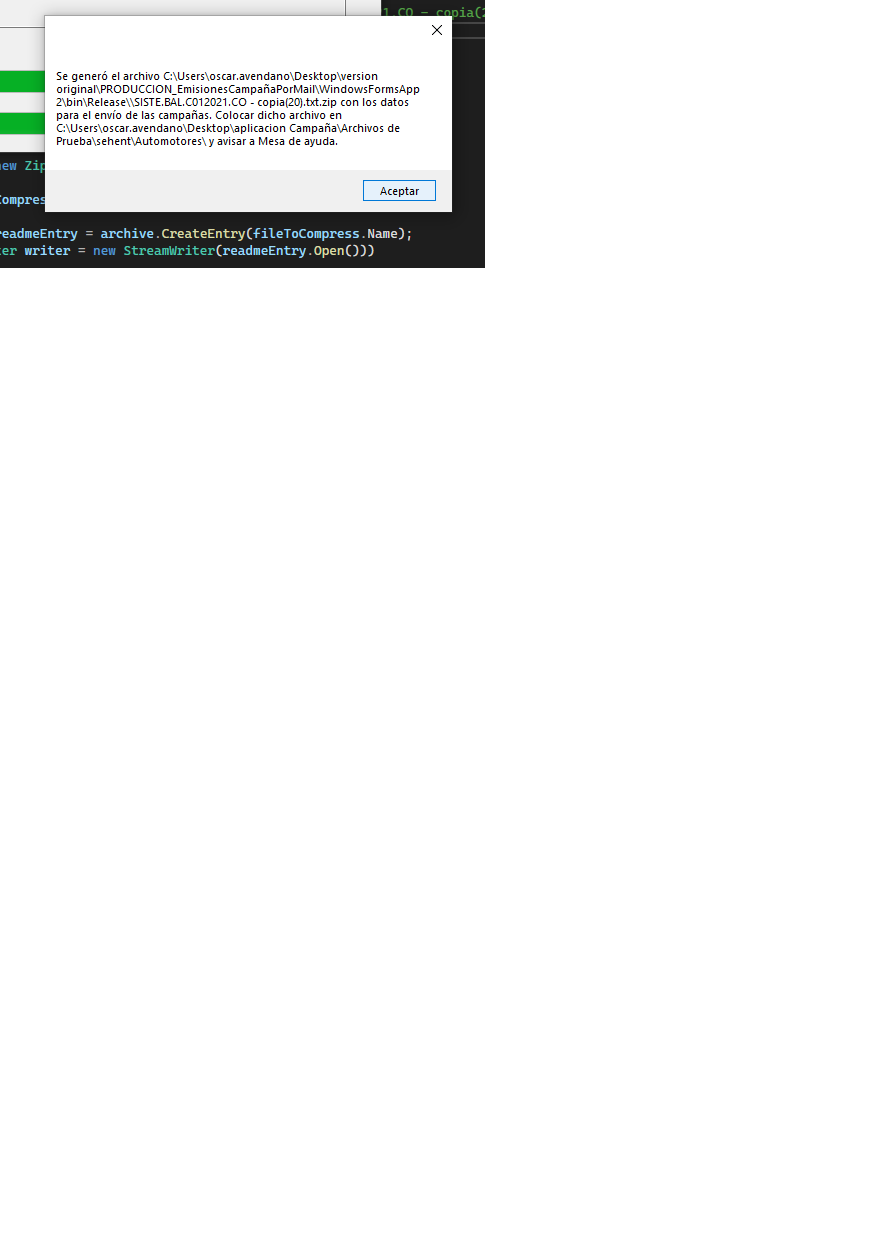 1.CO - copia(2
Se generó el archivo C:\Users\oscar.avendano\Desktop\version
original\PRODUCCION_EmisionesCampañaPorMail\WindowsFormsApp
2\bin\Release\\SISTE.BAL.C012021.CO - copia(20).txt.zip con los datos
para el envío de las campañas. Colocar dicho archivo en
C:\Users\oscar.avendano\Desktop\aplicacion Campaña\Archivos de
Prueba\sehent\Automotores\ y avisar a Mesa de ayuda.
Aceptar
new Zip
Compres
readmeEntry = archive.CreateEntry(fileToCompress.Name);
ter writer = new StreamWriter(readmeEntry.Open()))